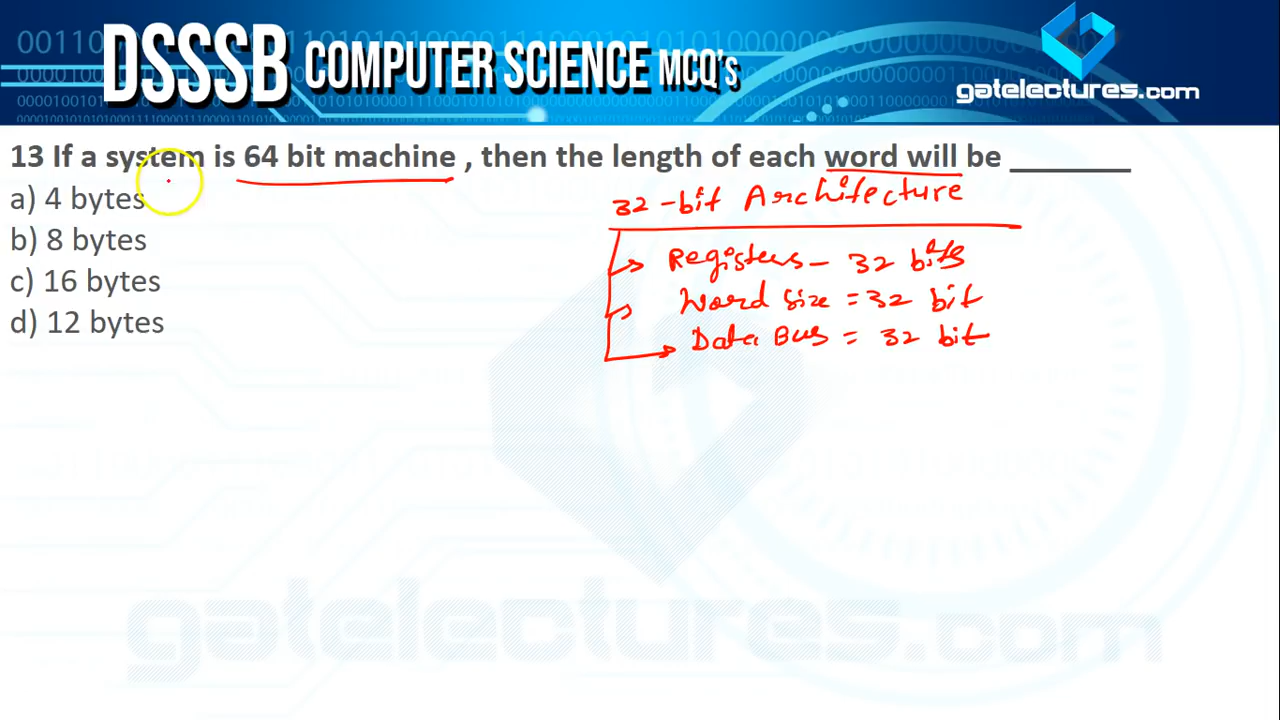 DSSSB COMPUTER SCIENCE MCQ's
gatelectures.com
13 If a system is 64 bit machine , then the length of each word will be ________
a) 4 bytes
b) 8 bytes
c) 16 bytes
d) 12 bytes
32-bit Architecture
Registers - 32 bits
Word size = 32 bit
Data Bus = 32 bit
gatelectures.com